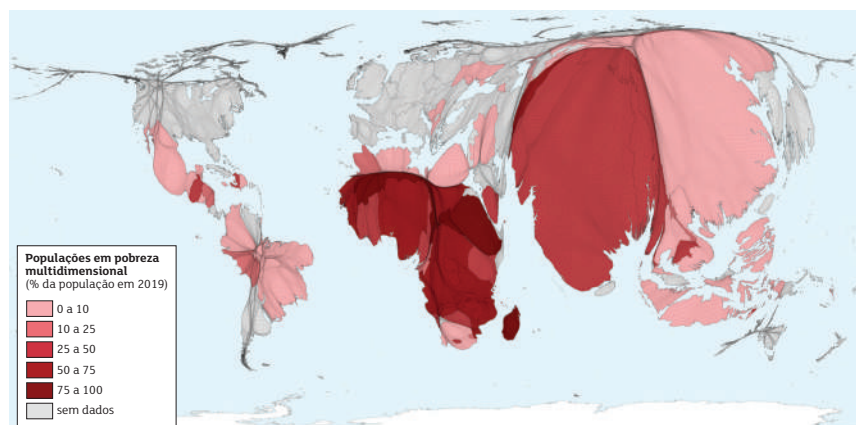 Populações em pobreza
multidimensional
(% da população em 2019)
0 a 10
10 a 25
25 a 50
50 a 75
75 a 100
sem dados